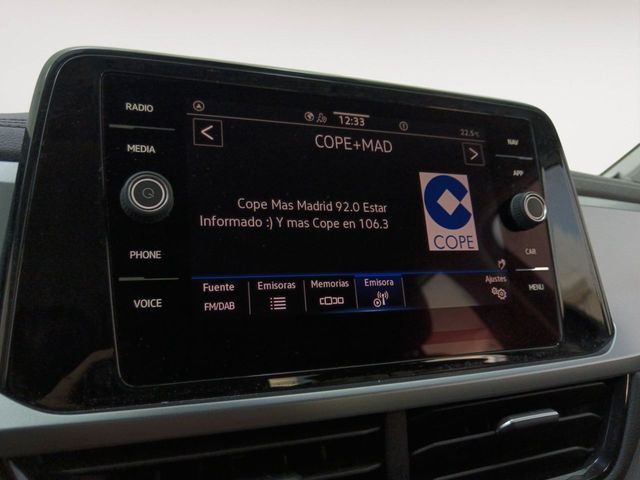 RADIO
MEDIA
PHONE
VOICE
12:33
22.5°C
COPE+MAD
Cope Mas Madrid 92.0 Estar
Informado :) Y mas Cope en 106.3
COPE
Fuente
FM/DAB
Emisoras
Memorias
Emisora
Ajustes
NAV
APP
CAR
MENU